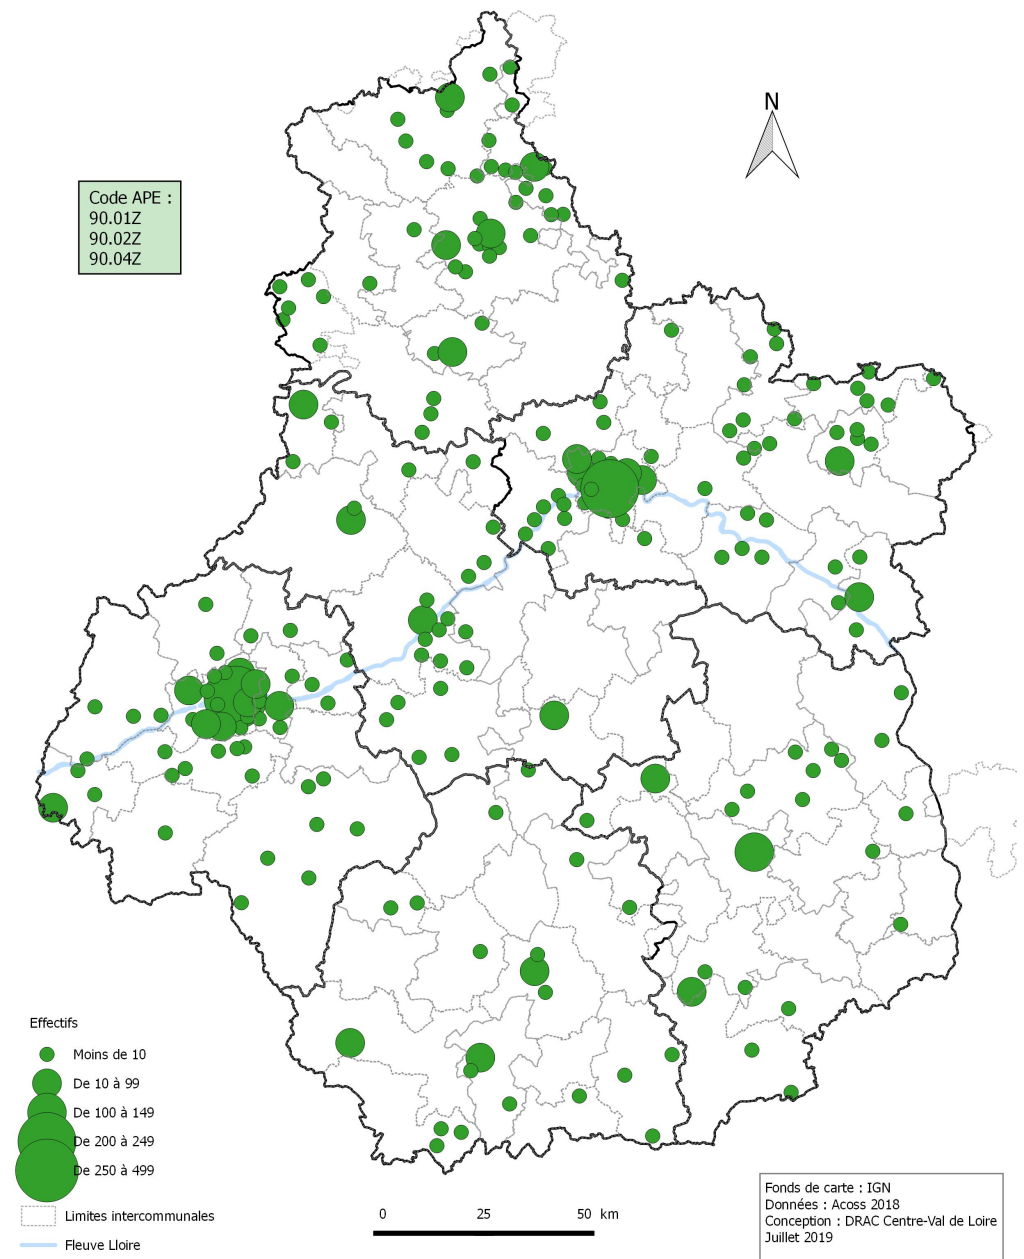 N
Code APE :
90.01Z
90.02Z
90.04Z
Effectifs
Moins de 10
De 10 à 99
De 100 à 149
De 200 à 249
De 250 à 499
Limites intercommunales
Fleuve Lloire
0 25 50 km
Fonds de carte : IGN
Données : Acoss 2018
Conception : DRAC Centre-Val de Loire
Juillet 2019